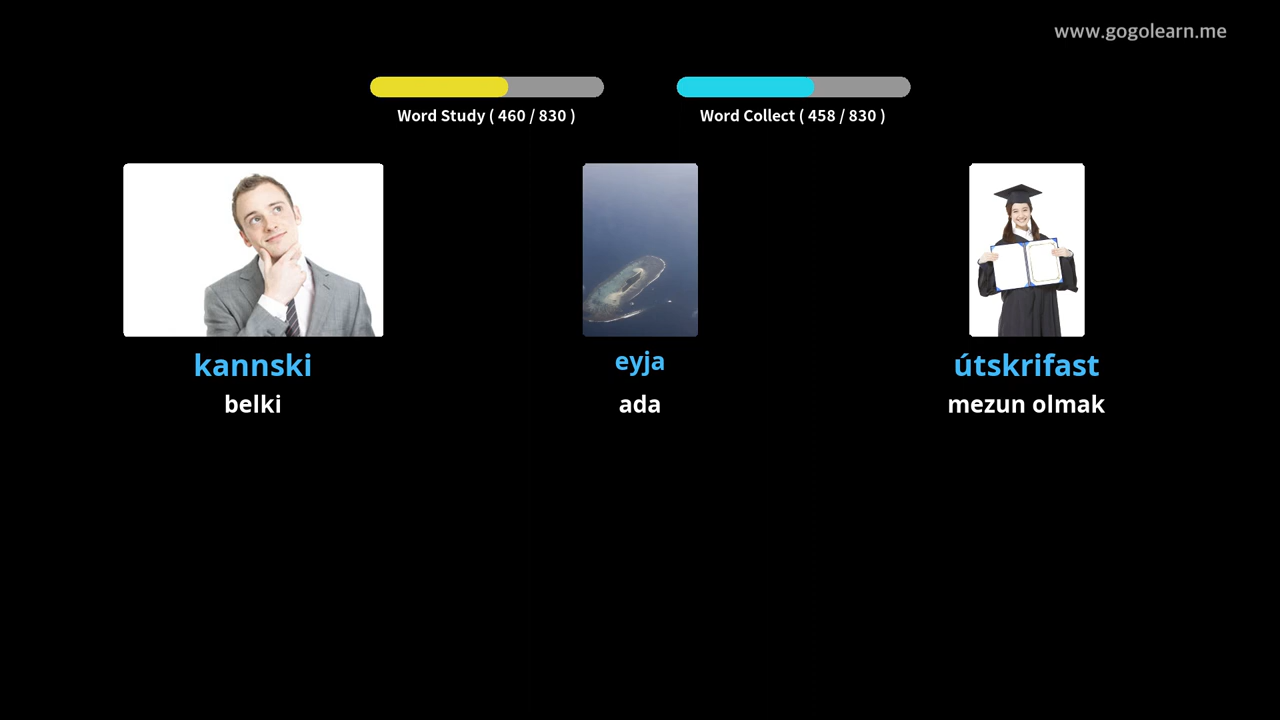 www.gogolearn.me
Word Study ( 460 / 830 )
Word Collect ( 458 / 830 )
kannski
belki
eyja
ada
útskrifast
mezun olmak